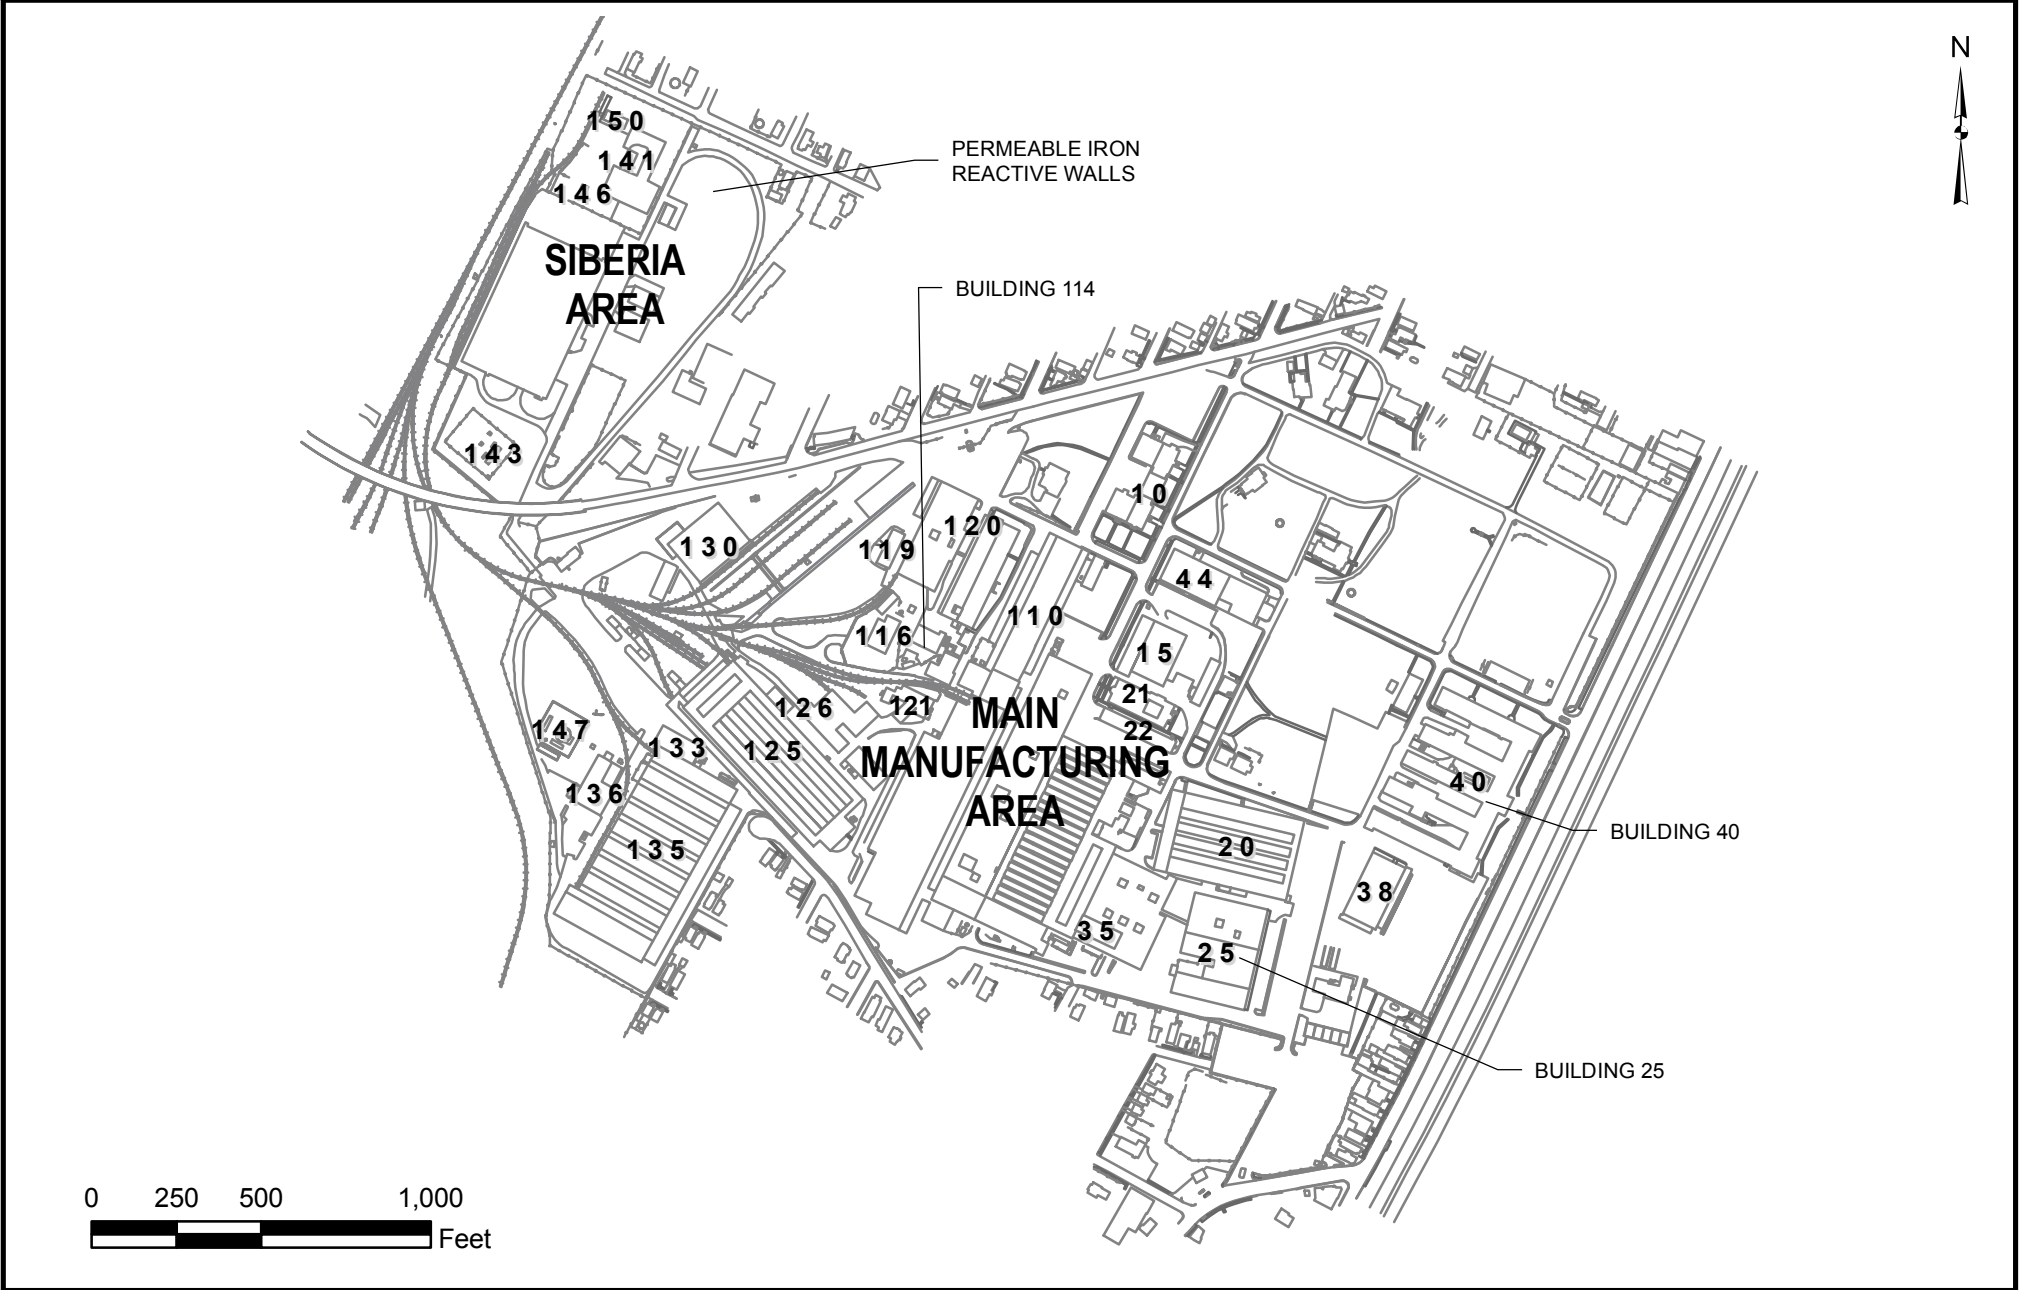 N
150
141
PERMEABLE IRON
REACTIVE WALLS
146
SIBERIA
AREA
BUILDING 114
143
10
120
130
119
44
110
116
15
21
121
126
MAIN
MANUFACTURING
AREA
22
147
133
125
40
136
BUILDING 40
135
20
38
35
25
BUILDING 25
0 250 500 1,000
Feet